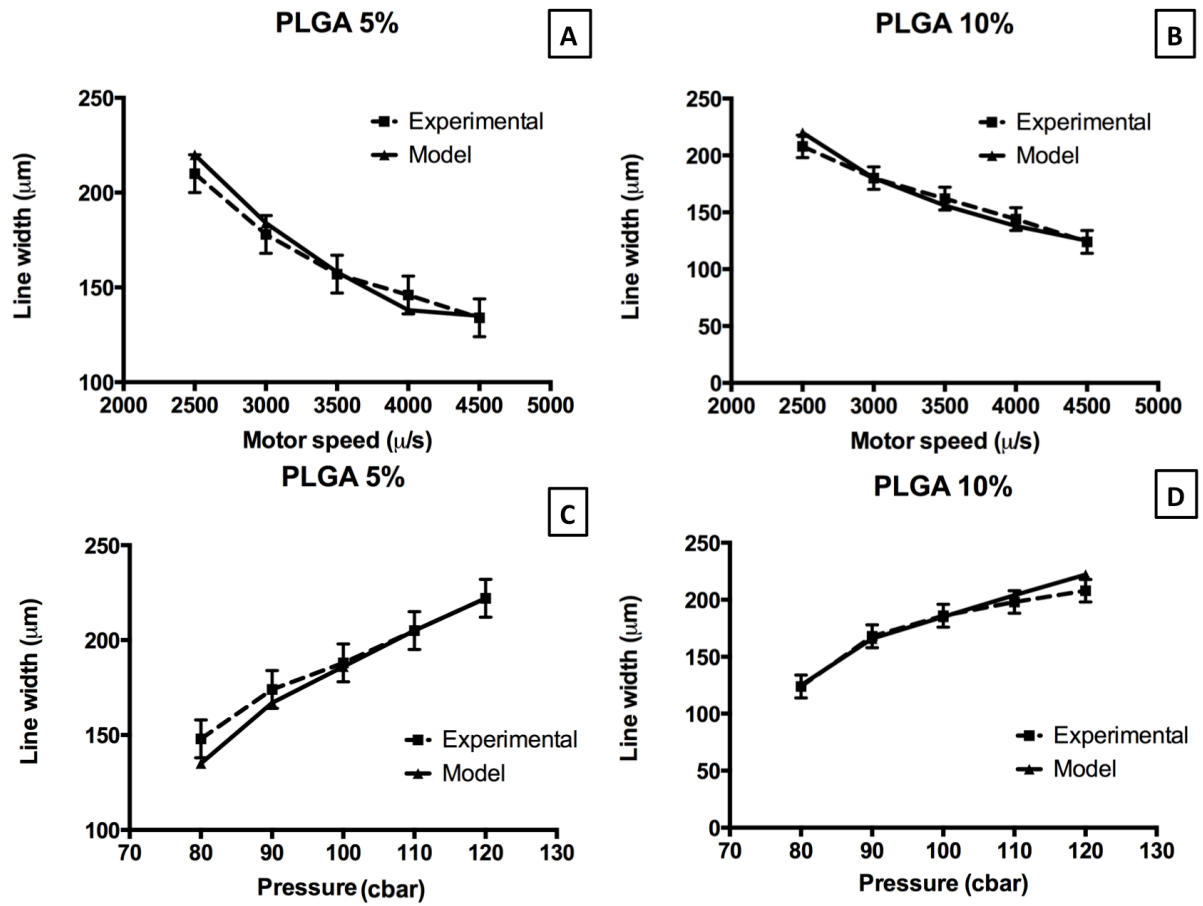 PLGA 5%
A
Line width (μm)
250
200
150
100
2000 2500 3000 3500 4000 4500 5000
Motor speed (μ/s)
Experimental
Model
PLGA 10%
B
Line width (μm)
250
200
150
100
50
0
2000 2500 3000 3500 4000 4500 5000
Motor speed (μ/s)
Experimental
Model
PLGA 5%
C
Line width (μm)
250
200
150
100
70 80 90 100 110 120 130
Pressure (cbar)
Experimental
Model
PLGA 10%
D
Line width (μm)
250
200
150
100
50
0
70 80 90 100 110 120 130
Pressure (cbar)
Experimental
Model